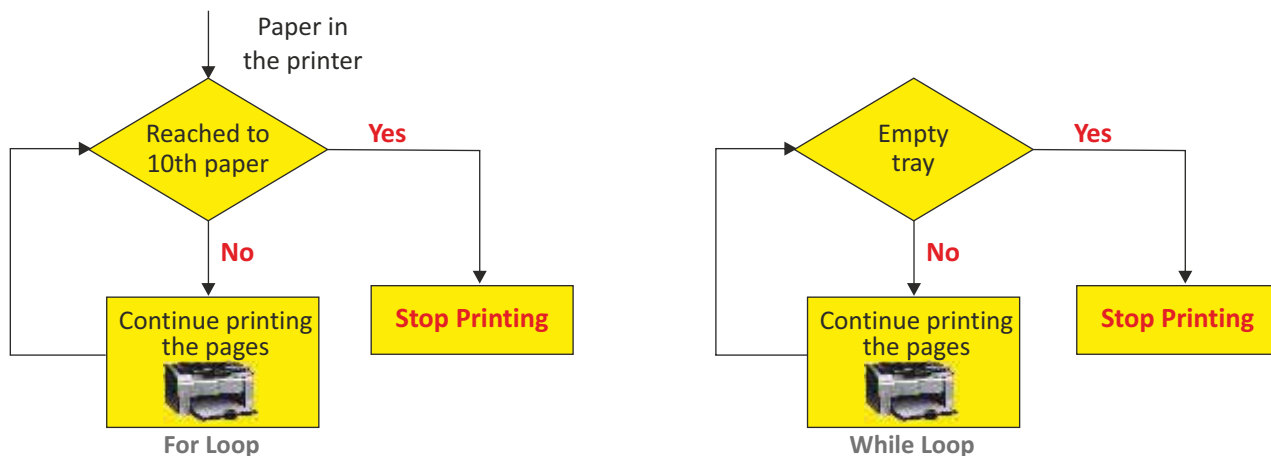 Paper in
the printer
Reached to
10th paper
Yes
No
Continue printing
the pages
Stop Printing
For Loop
Empty
tray
Yes
No
Continue printing
the pages
Stop Printing
While Loop